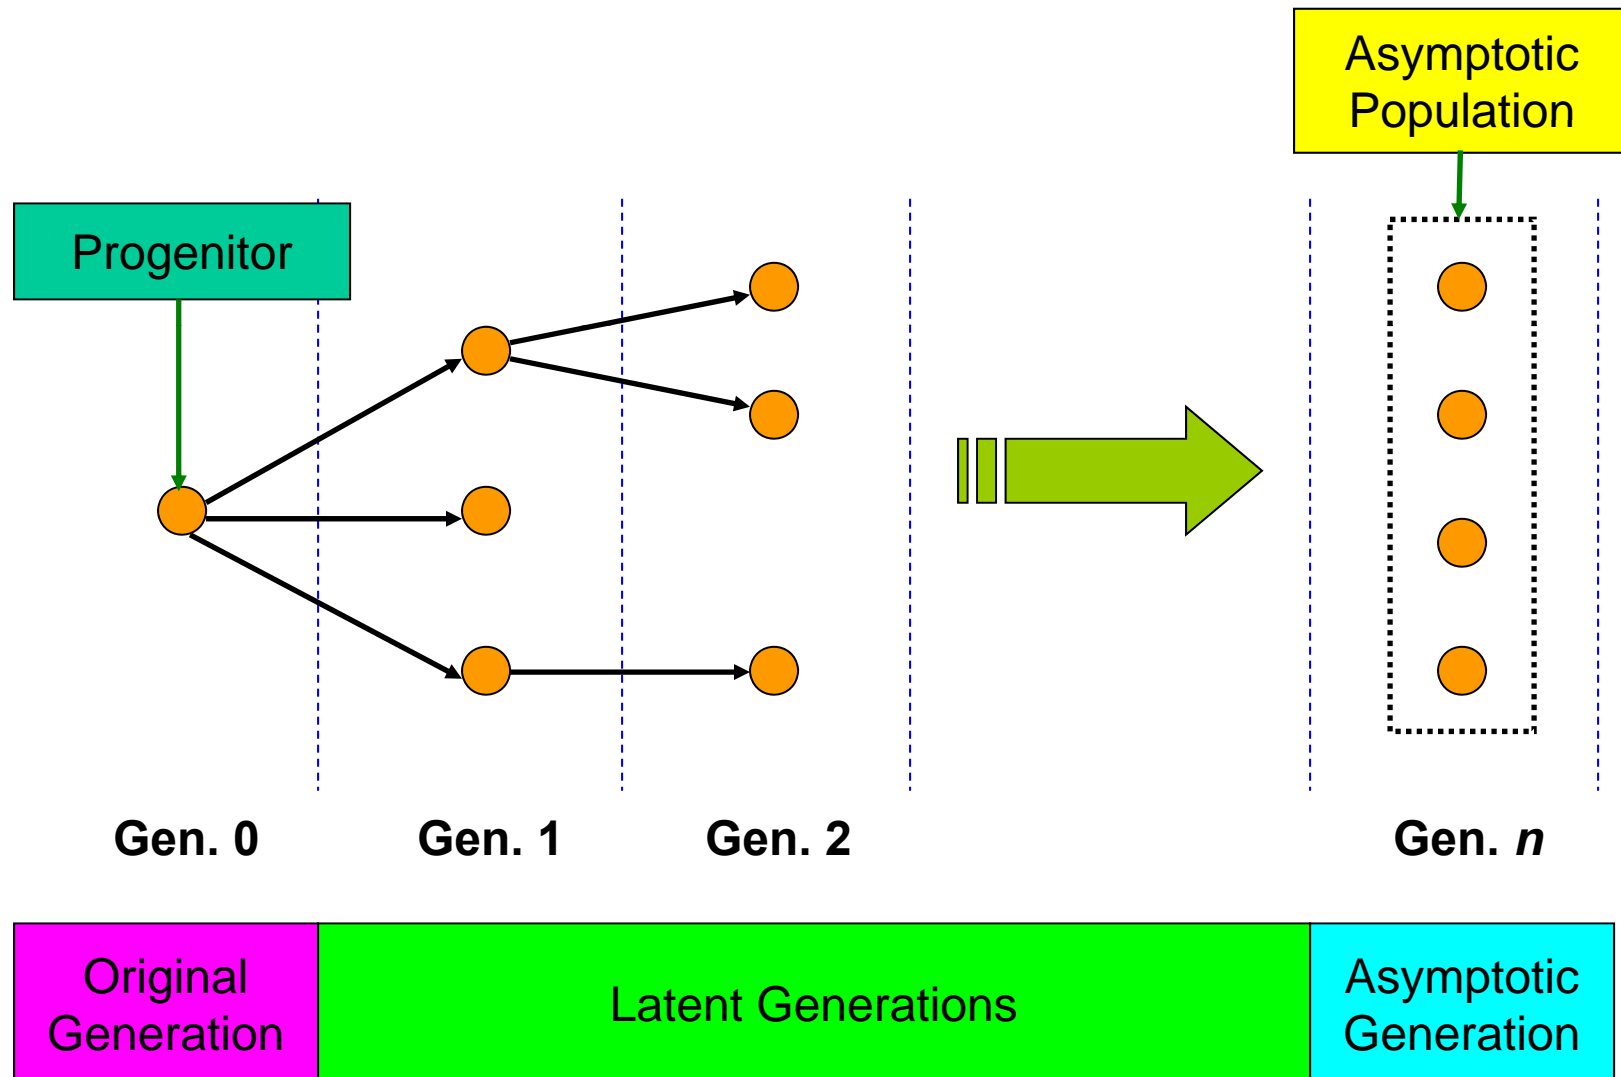 Asymptotic
Population
Progenitor
Gen. 0
Gen. 1
Gen. 2
Gen. n
Original
Generation
Latent Generations
Asymptotic
Generation